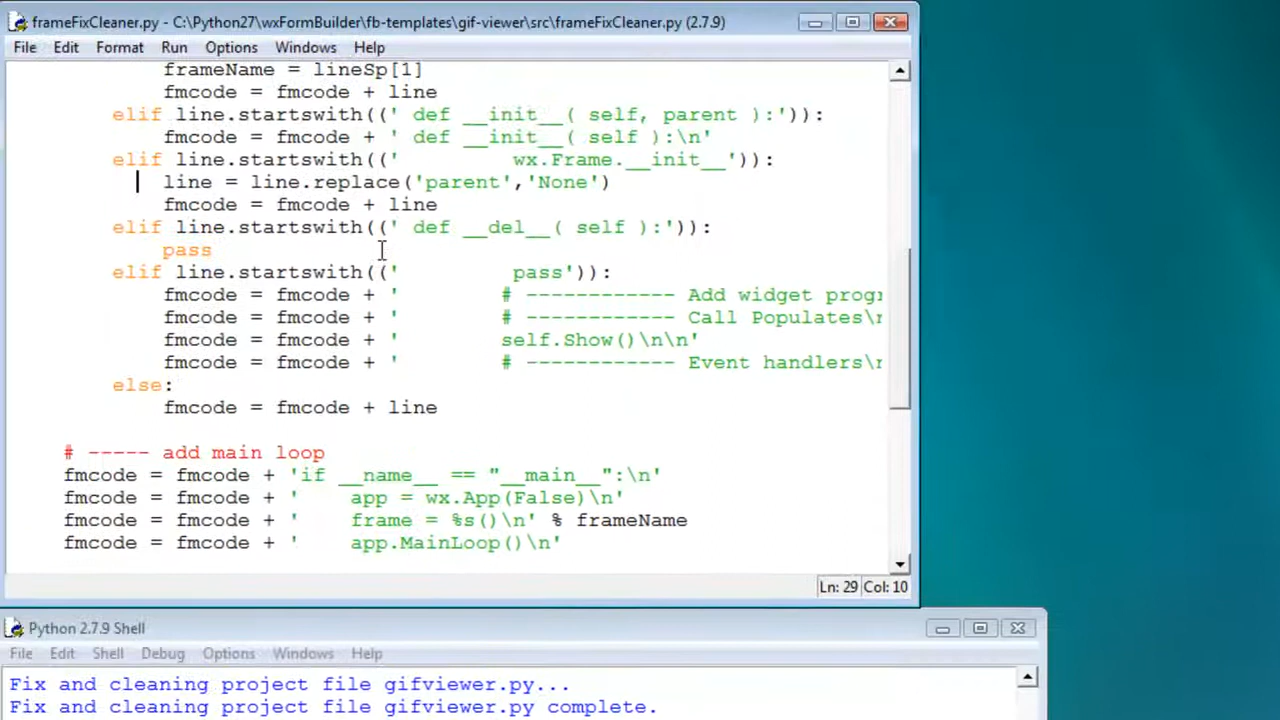 frameFixCleaner.py - C:\Python27\wxFormBuilder\fb-templates\gif-viewer\src\frameFixCleaner.py (2.7.9)
File Edit Format Run Options Windows Help
frameName = lineSp[1]
fmcode = fmcode + line
elif line.startswith((' def __init__( self, parent ):')):
fmcode = fmcode + ' def __init__( self ):\n'
elif line.startswith((' wx.Frame.__init__')):
line = line.replace('parent','None')
fmcode = fmcode + line
elif line.startswith((' def __del__( self ):')):
pass
elif line.startswith((' pass')):
fmcode = fmcode + ' # ------------ Add widget prog
fmcode = fmcode + ' # ------------ Call Populates\
fmcode = fmcode + ' self.Show()\n\n'
fmcode = fmcode + ' # ------------ Event handlers\
else:
fmcode = fmcode + line
# ----- add main loop
fmcode = fmcode + 'if __name__ == "__main__":\n'
fmcode = fmcode + ' app = wx.App(False)\n'
fmcode = fmcode + ' frame = %s()\n' % frameName
fmcode = fmcode + ' app.MainLoop()\n'
Ln: 29 Col: 10
Python 2.7.9 Shell
File Edit Shell Debug Options Windows Help
Fix and cleaning project file gifviewer.py...
Fix and cleaning project file gifviewer.py complete.